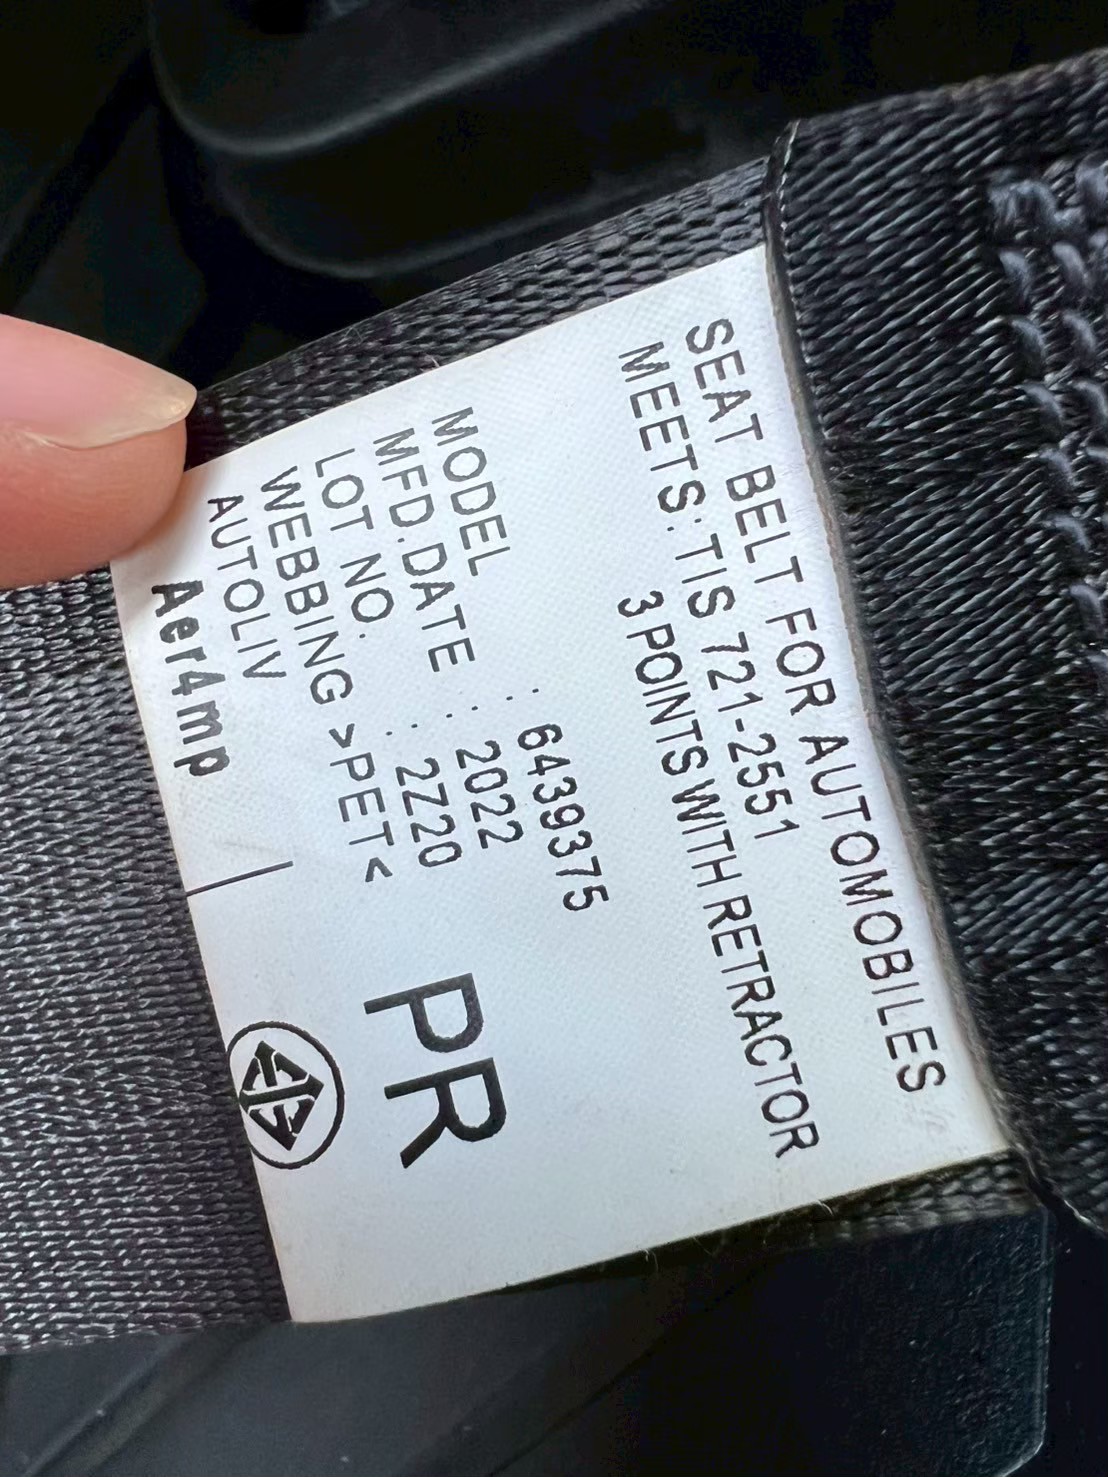 SEAT BELT FOR AUTOMOBILES
MEETS : TIS 721-2551
3 POINTS WITH RETRACTOR
MODEL : 6439375
MFD.DATE : 2022
LOT NO. : 2Z20
WEBBING >PET<
AUTOLIV
Aer4mp
PR